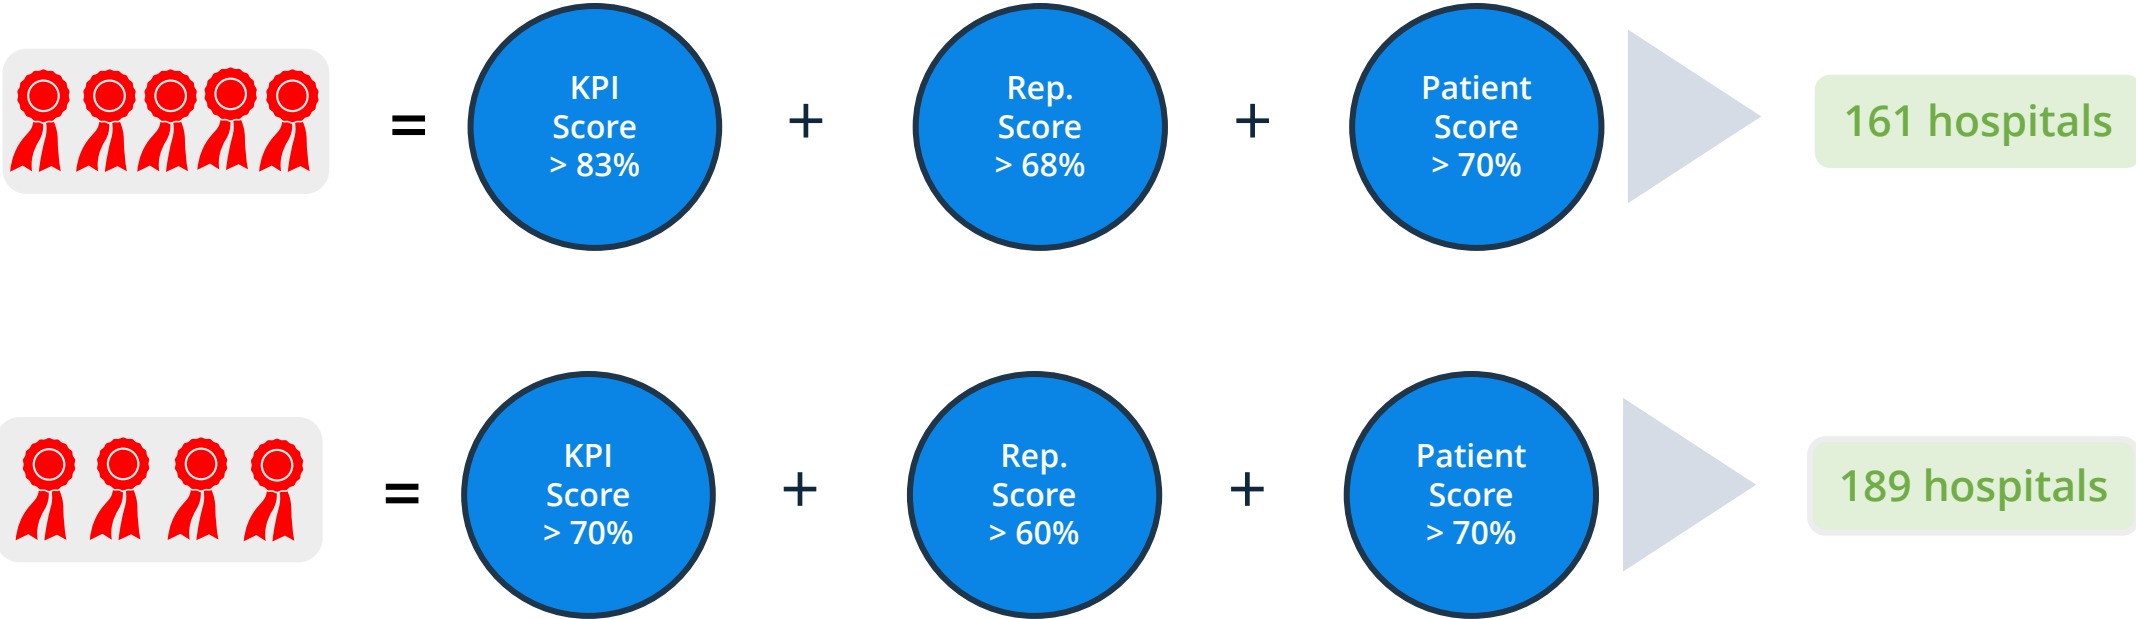 =
KPI
Score
> 83%
+
Rep.
Score
> 68%
+
Patient
Score
> 70%
161 hospitals
=
KPI
Score
> 70%
+
Rep.
Score
> 60%
+
Patient
Score
> 70%
189 hospitals